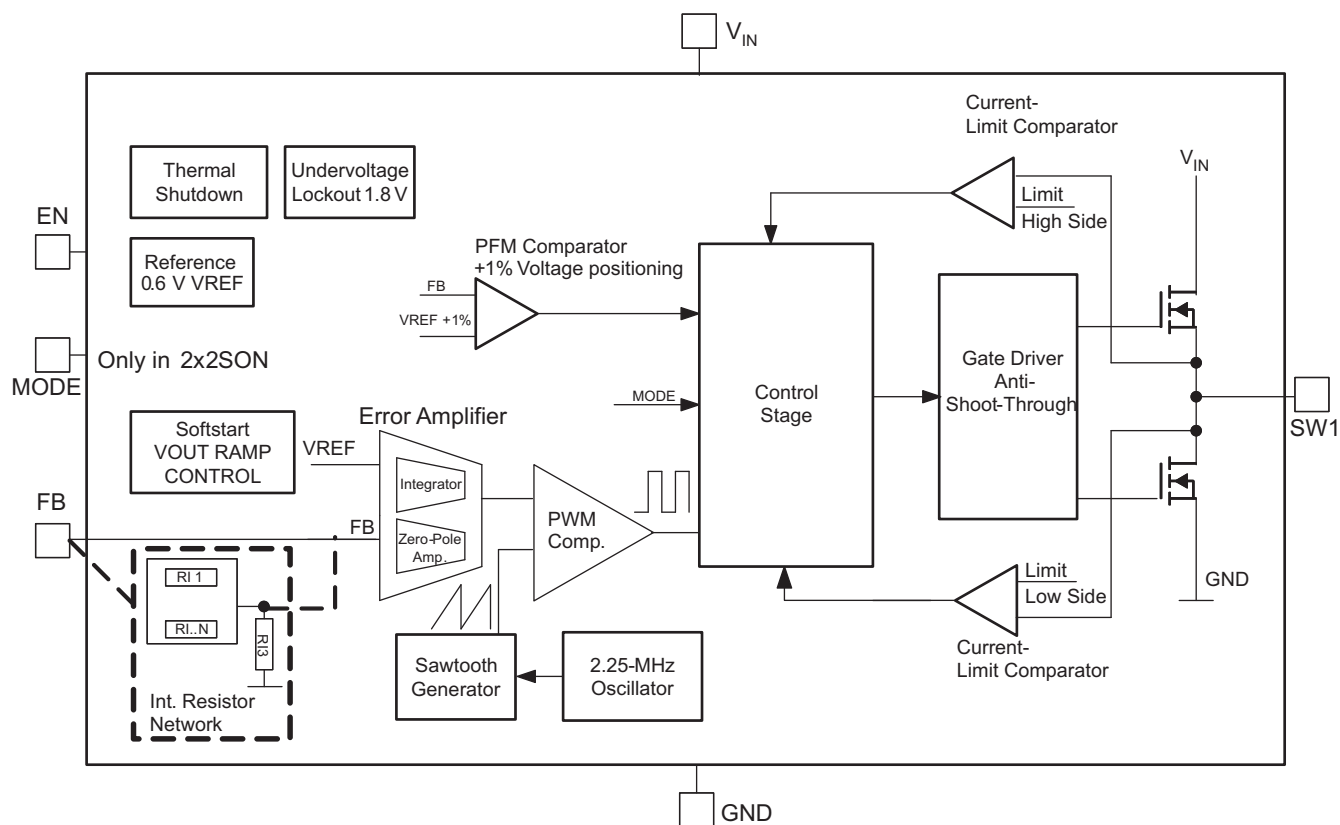 VIN
Current-
Limit Comparator
Thermal
Shutdown
Undervoltage
Lockout 1.8 V
VIN
EN
Limit
High Side
Reference
0.6 V VREF
PFM Comparator
+1% Voltage positioning
FB
VREF +1%
MODE
Only in 2x2SON
Gate Driver
Anti-
Shoot-Through
Control
Stage
MODE
SW1
Softstart
VOUT RAMP
CONTROL
Error Amplifier
VREF
Integrator
FB
FB
Zero-Pole
Amp.
PWM
Comp.
RI 1
RI..N
RI3
Int. Resistor
Network
Sawtooth
Generator
2.25-MHz
Oscillator
Limit
Low Side
GND
Current-
Limit Comparator
GND